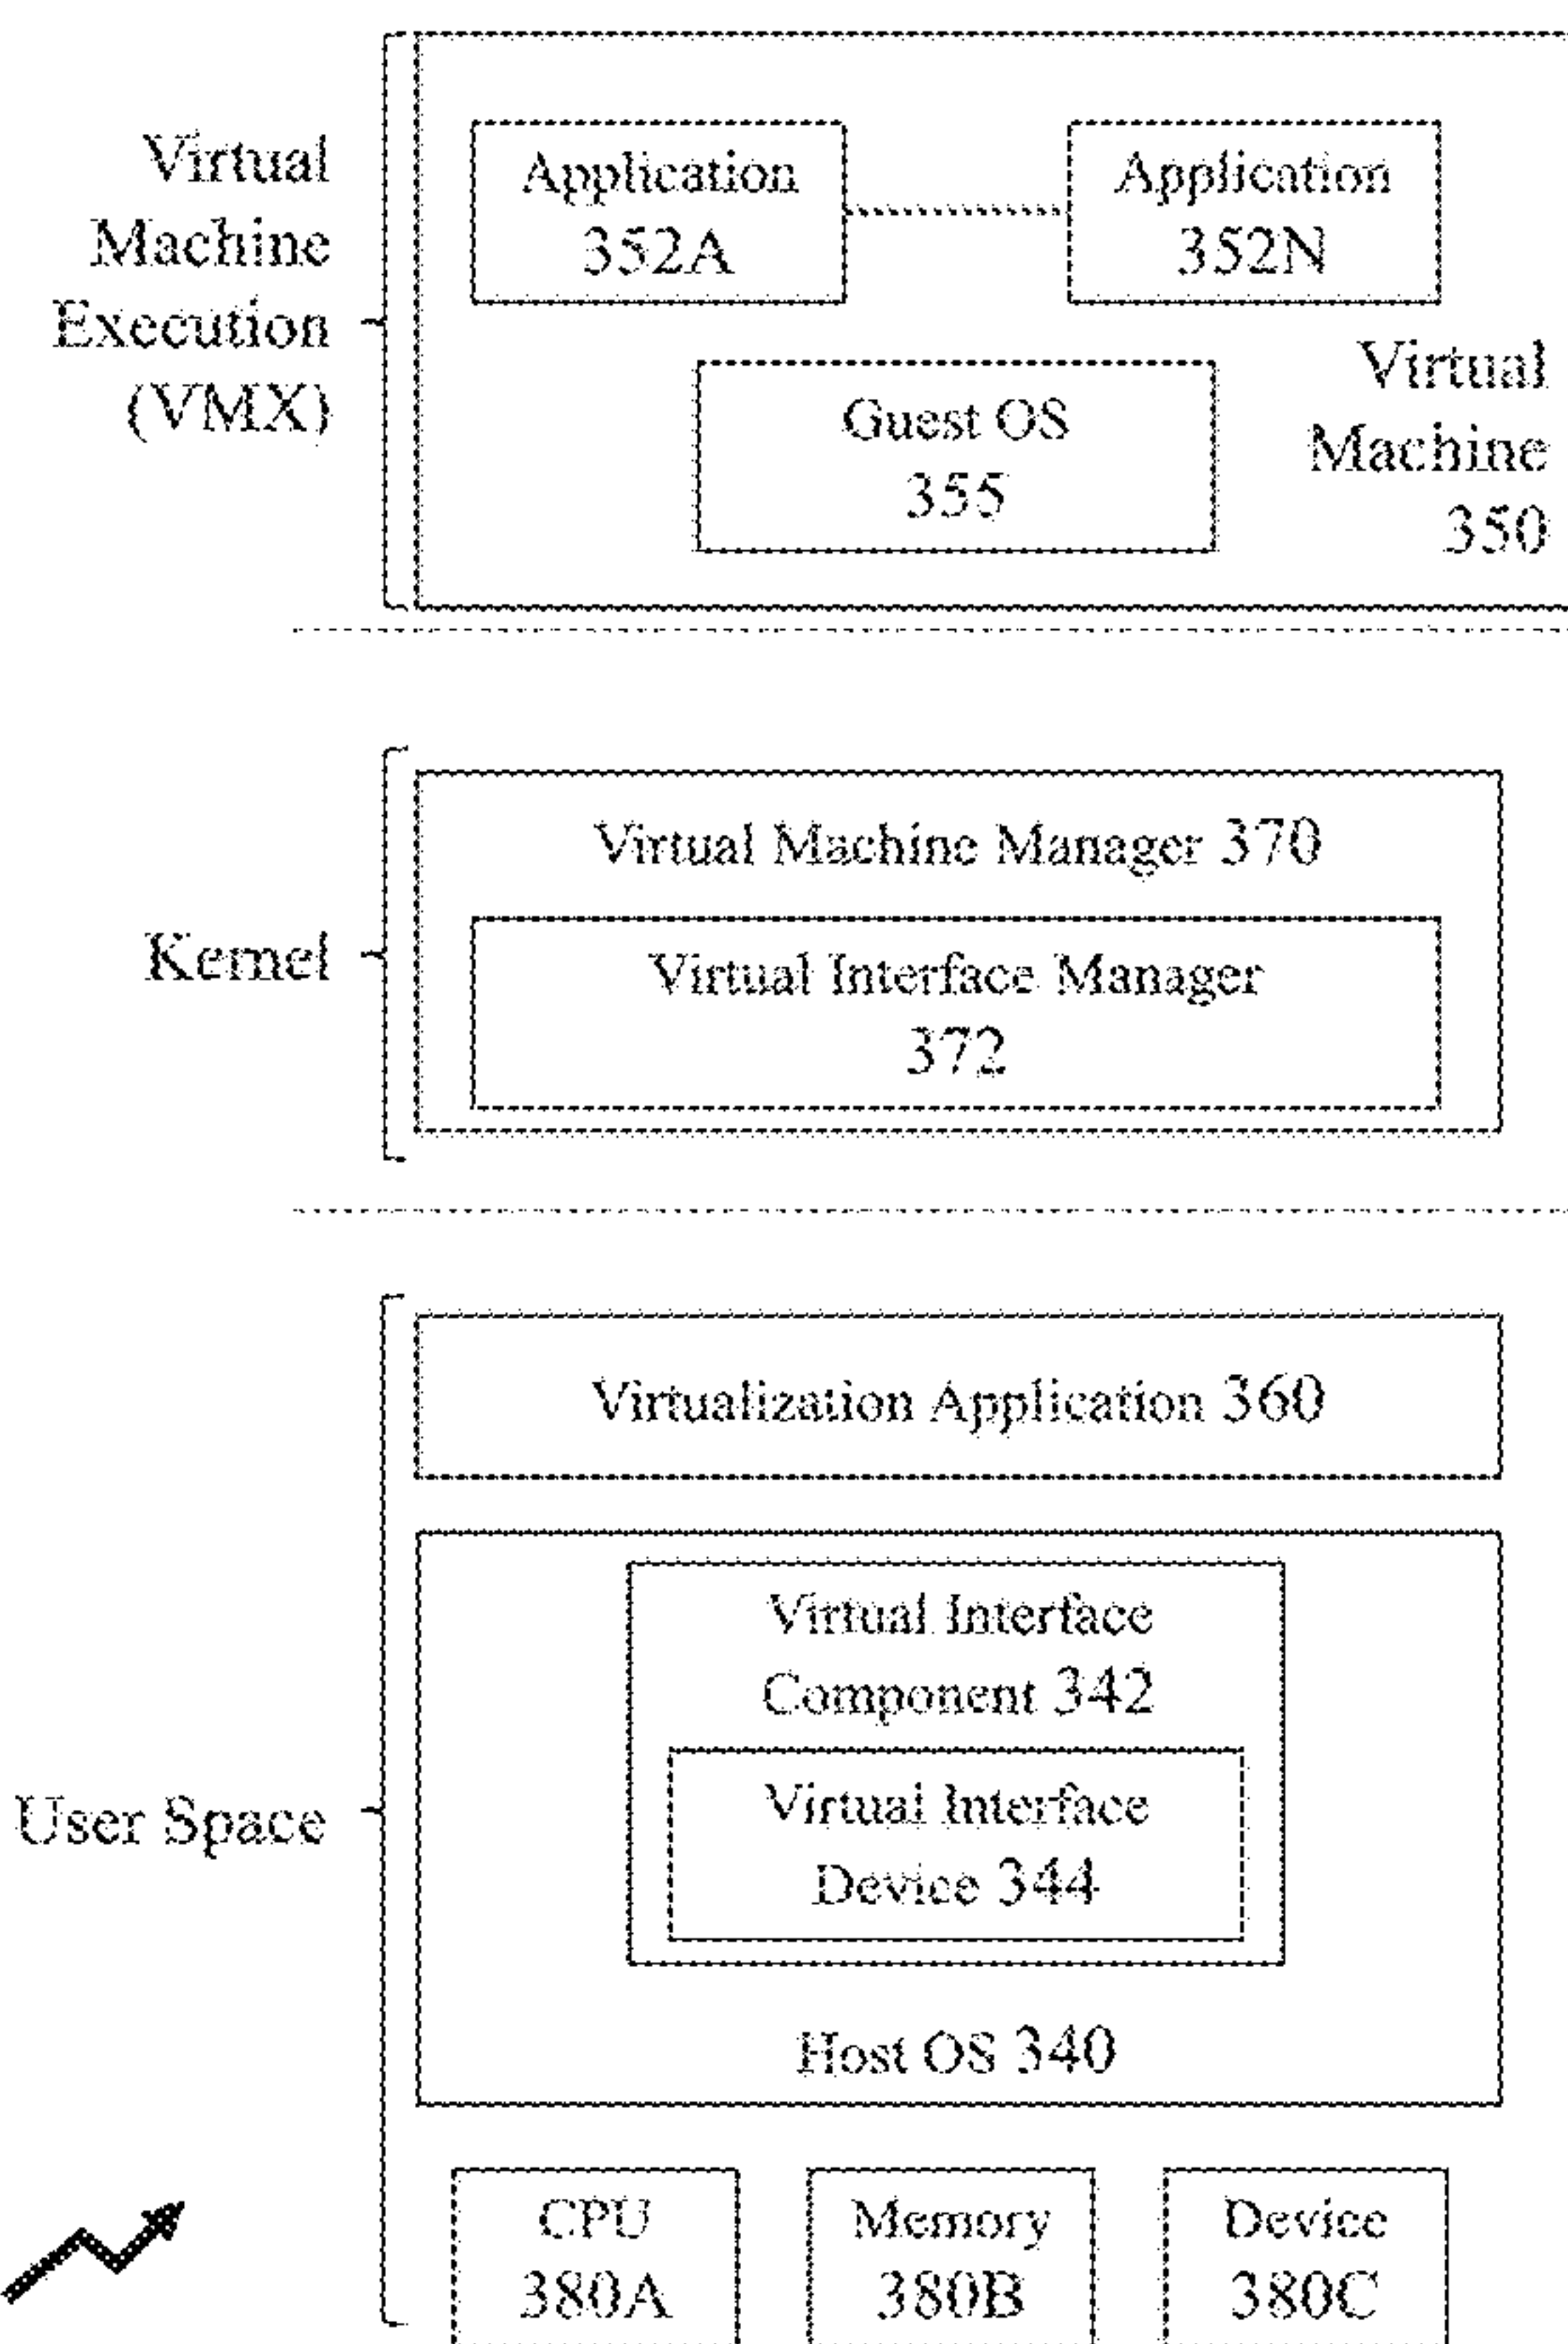 Virtual
Machine
Execution
(VMX)
Application
352A
Application
352N
Guest OS
355
Virtual
Machine
350
Kernel
Virtual Machine Manager 370
Virtual Interface Manager
372
User Space
Virtualization Application 360
Virtual Interface
Component 342
Virtual Interface
Device 344
Host OS 340
CPU
380A
Memory
380B
Device
380C